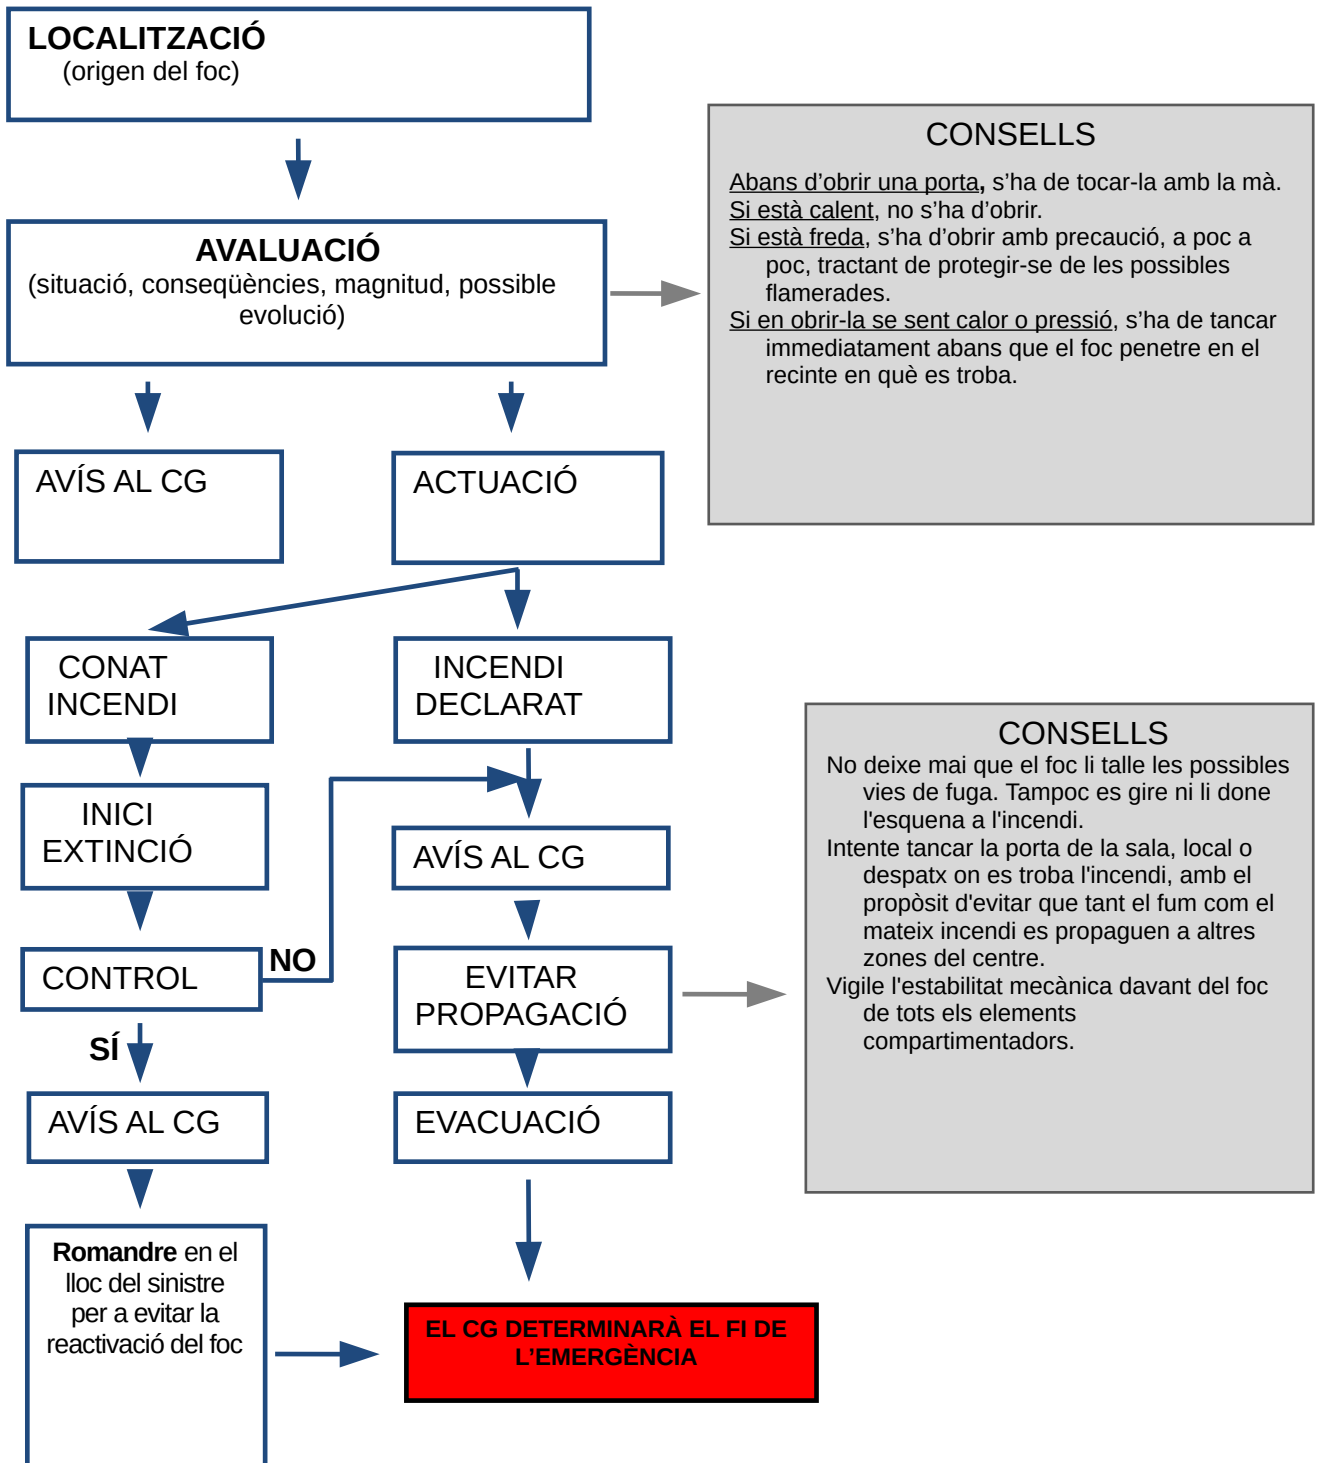 LOCALITZACIÓ
(origen del foc)
CONSELLS
Abans d’obrir una porta, s’ha de tocar-la amb la mà.
Si està calent, no s’ha d’obrir.
Si està freda, s’ha d’obrir amb precaució, a poc a
poc, tractant de protegir-se de les possibles
flamerades.
Si en obrir-la se sent calor o pressió, s’ha de tancar
immediatament abans que el foc penetre en el
recinte en què es troba.
AVALUACIÓ
(situació, conseqüències, magnitud, possible
evolució)
AVÍS AL CG
ACTUACIÓ
CONAT
INCENDI
INCENDI
DECLARAT
CONSELLS
No deixe mai que el foc li talle les possibles
vies de fuga. Tampoc es gire ni li done
l'esquena a l'incendi.
Intente tancar la porta de la sala, local o
despatx on es troba l'incendi, amb el
propòsit d'evitar que tant el fum com el
mateix incendi es propaguen a altres
zones del centre.
Vigile l'estabilitat mecànica davant del foc
de tots els elements
compartimentadors.
INICI
EXTINCIÓ
AVÍS AL CG
CONTROL
NO
EVITAR
PROPAGACIÓ
SÍ
AVÍS AL CG
EVACUACIÓ
Romandre en el
lloc del sinistre
per a evitar la
reactivació del foc
EL CG DETERMINARÀ EL FI DE
L’EMERGÈNCIA